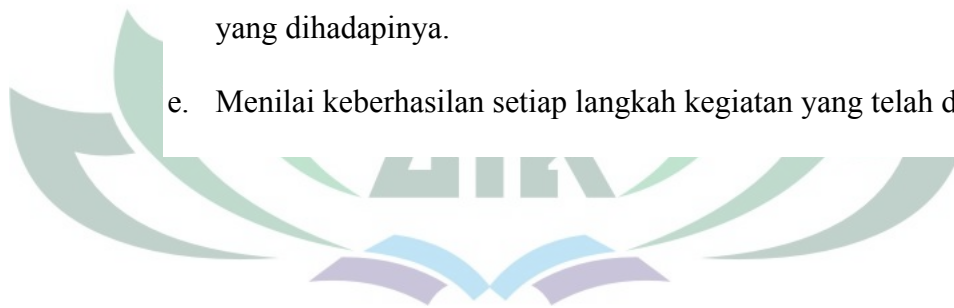 yang dihadapinya.
e. Menilai keberhasilan setiap langkah kegiatan yang telah